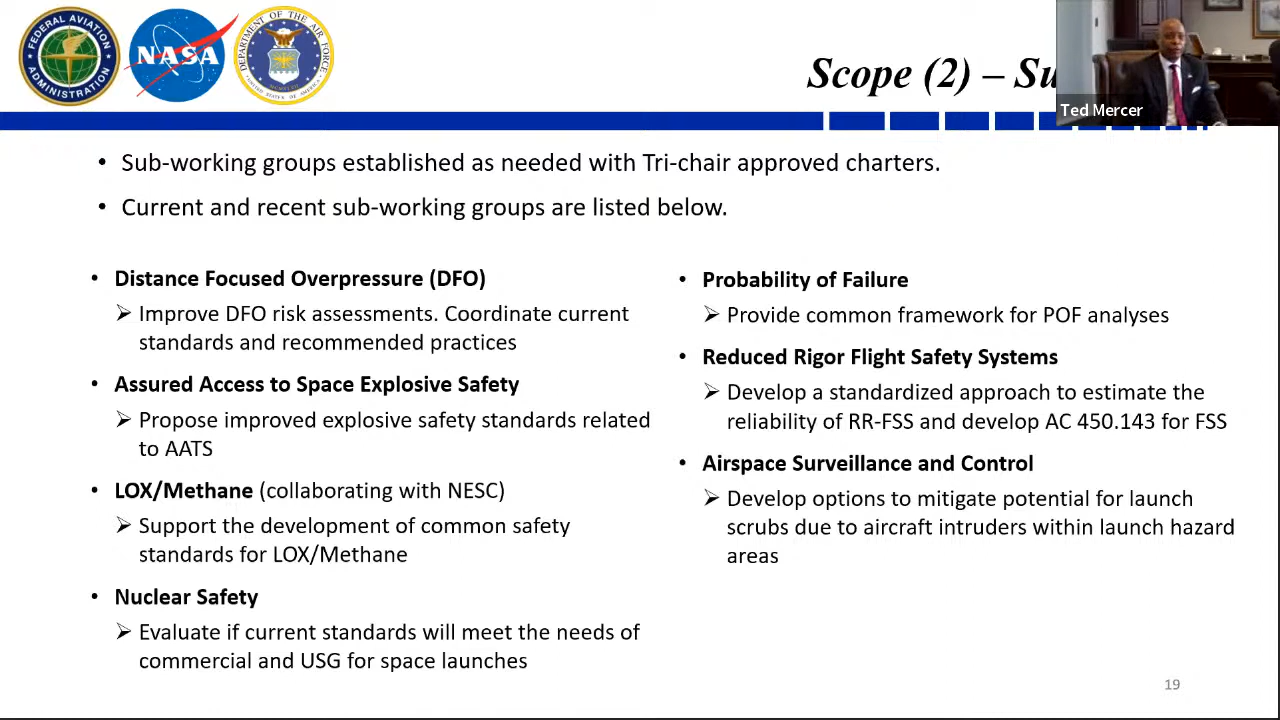 FEDERAL AVIATION
ADMINISTRATION
NASA
DEPARTMENT OF THE AIR FORCE
UNITED STATES OF AMERICA
Scope (2) – Su
Ted Mercer
• Sub-working groups established as needed with Tri-chair approved charters.
• Current and recent sub-working groups are listed below.
• Distance Focused Overpressure (DFO)
➢ Improve DFO risk assessments. Coordinate current
standards and recommended practices
• Assured Access to Space Explosive Safety
➢ Propose improved explosive safety standards related
to AATS
• LOX/Methane (collaborating with NESC)
➢ Support the development of common safety
standards for LOX/Methane
• Nuclear Safety
➢ Evaluate if current standards will meet the needs of
commercial and USG for space launches
• Probability of Failure
➢ Provide common framework for POF analyses
• Reduced Rigor Flight Safety Systems
➢ Develop a standardized approach to estimate the
reliability of RR-FSS and develop AC 450.143 for FSS
• Airspace Surveillance and Control
➢ Develop options to mitigate potential for launch
scrubs due to aircraft intruders within launch hazard
areas
19